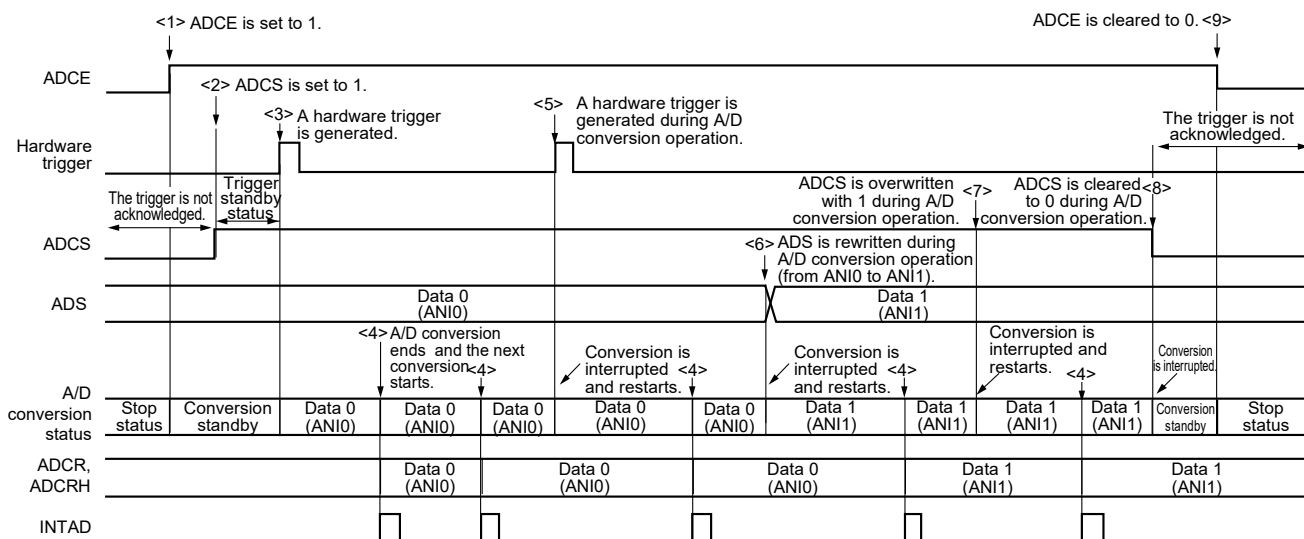 <1> ADCE is set to 1.
ADCE is cleared to 0. <9>
ADCE
<2> ADCS is set to 1.
<3> A hardware trigger
is generated.
<5> A hardware trigger is
generated during A/D
conversion operation.
The trigger is not
acknowledged.
Hardware
trigger
The trigger is not
acknowledged.
Trigger
standby
status
ADCS is overwritten
with 1 during A/D
conversion operation.
<7>
ADCS is cleared
to 0 during A/D
conversion operation.
<8>
ADCS
<6> ADS is rewritten during
A/D conversion operation
(from ANI0 to ANI1).
ADS
Data 0
(ANI0)
Data 1
(ANI1)
<4> A/D conversion
ends and the next
conversion
starts.
<4>
Conversion is
interrupted
and restarts.
<4>
Conversion is
interrupted
and restarts.
<4>
Conversion is
interrupted and
restarts.
<4>
Conversion
is interrupted.
A/D
conversion
status
Stop
status
Conversion
standby
Data 0
(ANI0)
Data 0
(ANI0)
Data 0
(ANI0)
Data 0
(ANI0)
Data 0
(ANI0)
Data 1
(ANI1)
Data 1
(ANI1)
Data 1
(ANI1)
Data 1
(ANI1)
Conversion
standby
Stop
status
ADCR,
ADCRH
Data 0
(ANI0)
Data 0
(ANI0)
Data 0
(ANI0)
Data 1
(ANI1)
Data 1
(ANI1)
INTAD